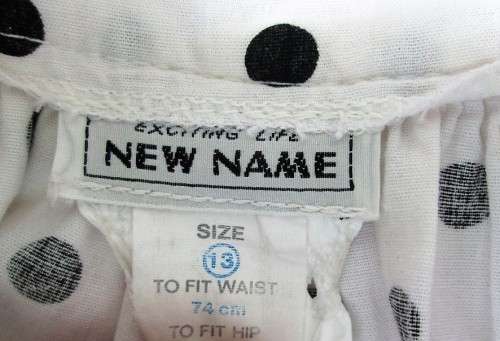 EXCITING LIFE
NEW NAME
SIZE
13
TO FIT WAIST
74 cm
TO FIT HIP